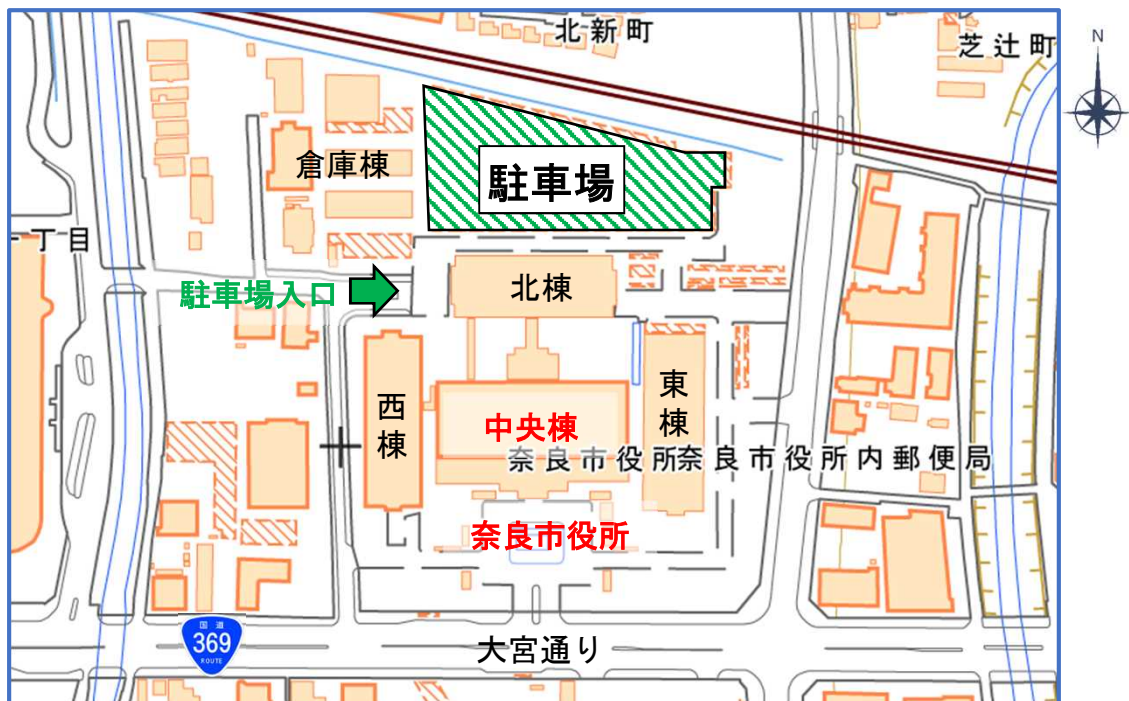 北新町
芝辻町
N
倉庫棟
駐車場
一丁目
駐車場入口
北棟
西棟
東棟
中央棟
奈良市役所
奈良市役所内郵便局
奈良市役所
国道
369
ROUTE
大宮通り